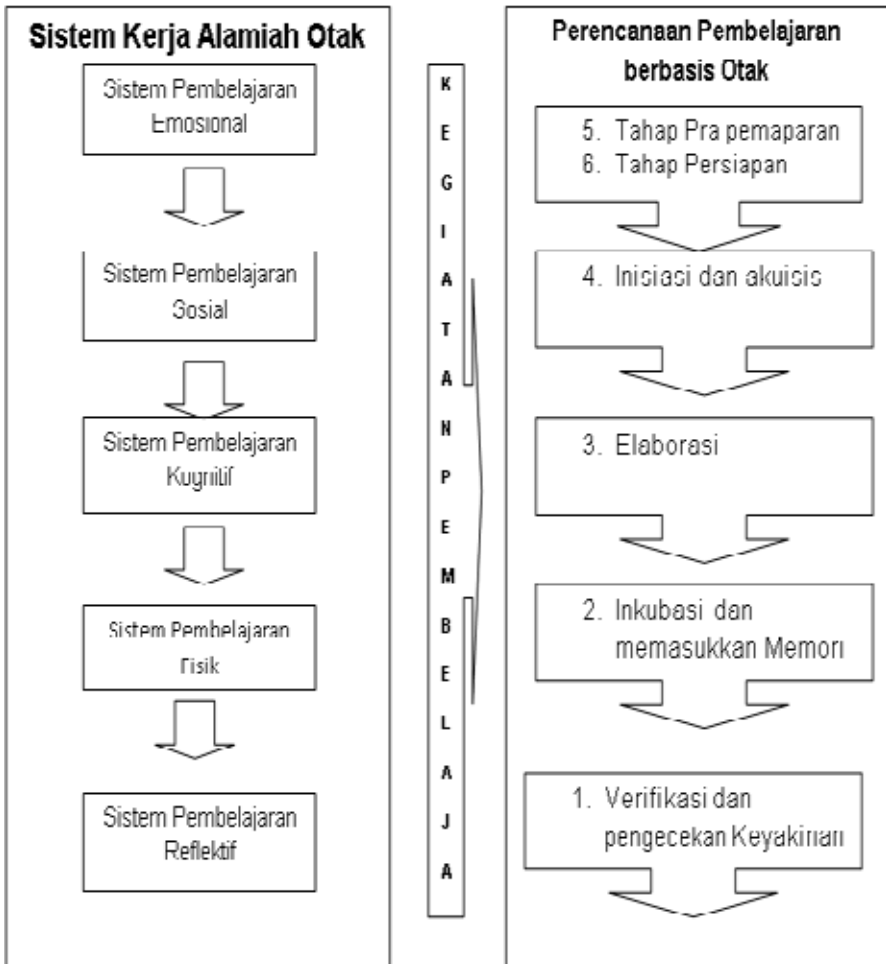 Sistem Kerja Alamiah Otak
Sistem Pembelajaran
Emosional
Sistem Pembelajaran
Sosial
Sistem Pembelajaran
Kognitif
Sistem Pembelajaran
Fisik
Sistem Pembelajaran
Reflektif
K
E
G
I
A
T
A
N
P
E
M
B
E
L
A
J
A
Perencanaan Pembelajaran
berbasis Otak
5. Tahap Pra pemaparan
6. Tahap Persiapan
4. Inisiasi dan akuisis
3. Elaborasi
2. Inkubasi dan
memasukkan Memori
1. Verifikasi dan
pengecekan Keyakinan